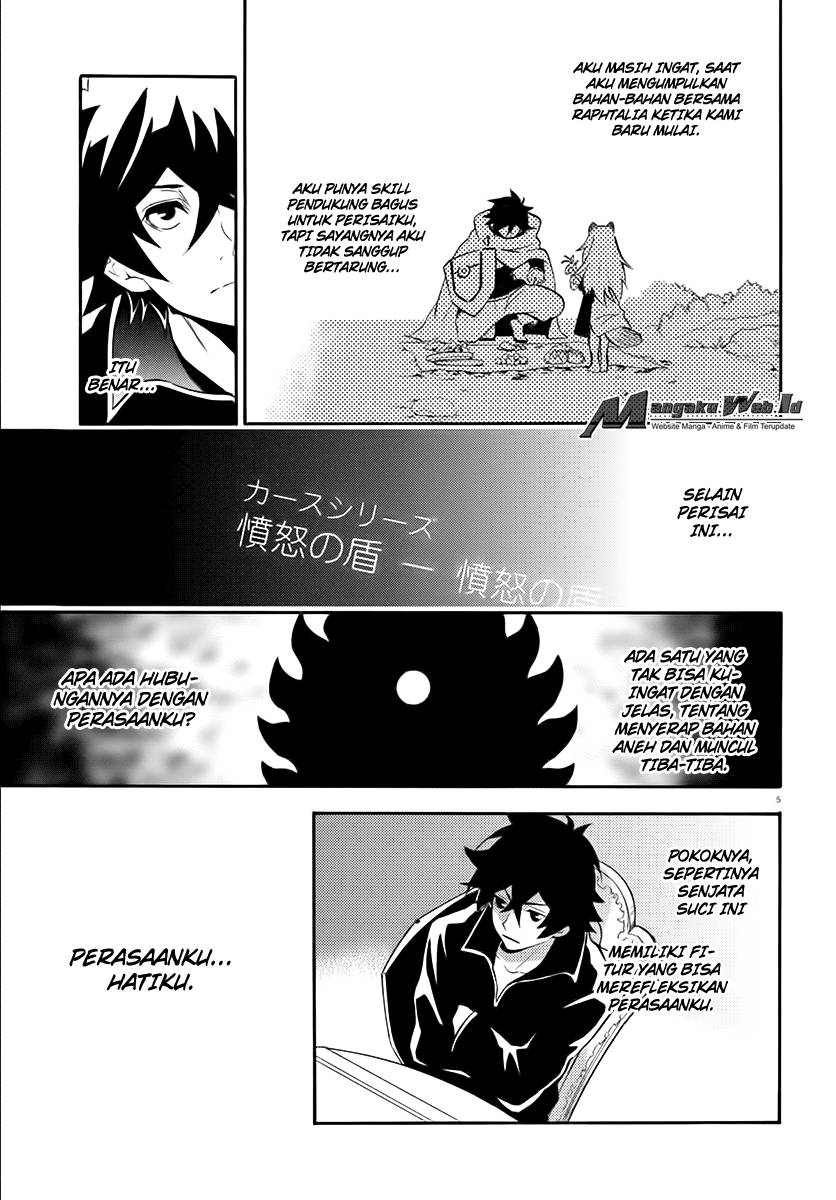 AKU MASIH INGAT, SAAT
AKU MENGUMPULKAN
BAHAN-BAHAN BERSAMA
RAPHTALIA KETIKA KAMI
BARU MULAI.
AKU PUNYA SKILL
PENDUKUNG BAGUS
UNTUK PERISAIKU,
TAPI SAYANGNYA AKU
TIDAK SANGGUP
BERTARUNG...
ITU
BENAR...
Mangaku.Web.Id
Website Manga - Anime & Film Terupdate
SELAIN
PERISAI
INI...
カースシリーズ
憤怒の盾 — 憤怒の盾
ADA SATU YANG
TAK BISA KU-
INGAT DENGAN
JELAS, TENTANG
MENYERAP BAHAN
ANEH DAN MUNCUL
TIBA-TIBA.
APA ADA HUBU-
NGANNYA DENGAN
PERASAANKU?
5
POKOKNYA,
SEPERTINYA
SENJATA
SUCI INI
MEMILIKI FI-
TUR YANG BISA
MEREFLEKSIKAN
PERASAANKU.
PERASAANKU...
HATIKU.